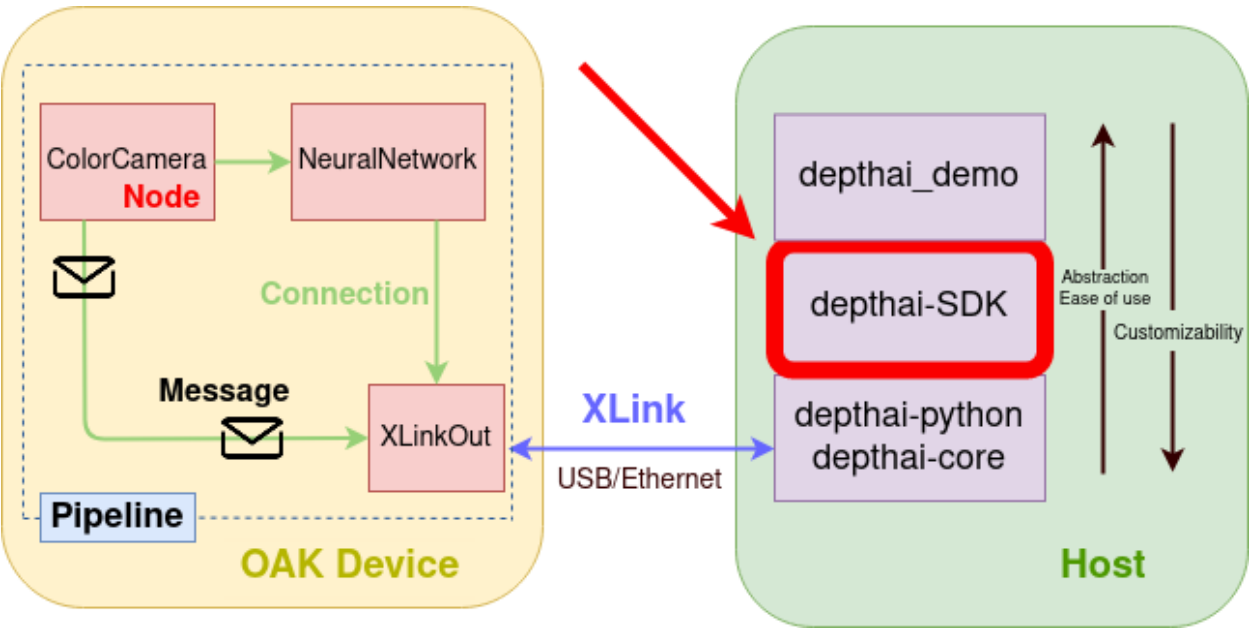 ColorCamera
Node
NeuralNetwork
Connection
Message
XLinkOut
Pipeline
OAK Device
XLink
USB/Ethernet
depthai_demo
depthai-SDK
depthai-python
depthai-core
Abstraction
Ease of use
Customizability
Host